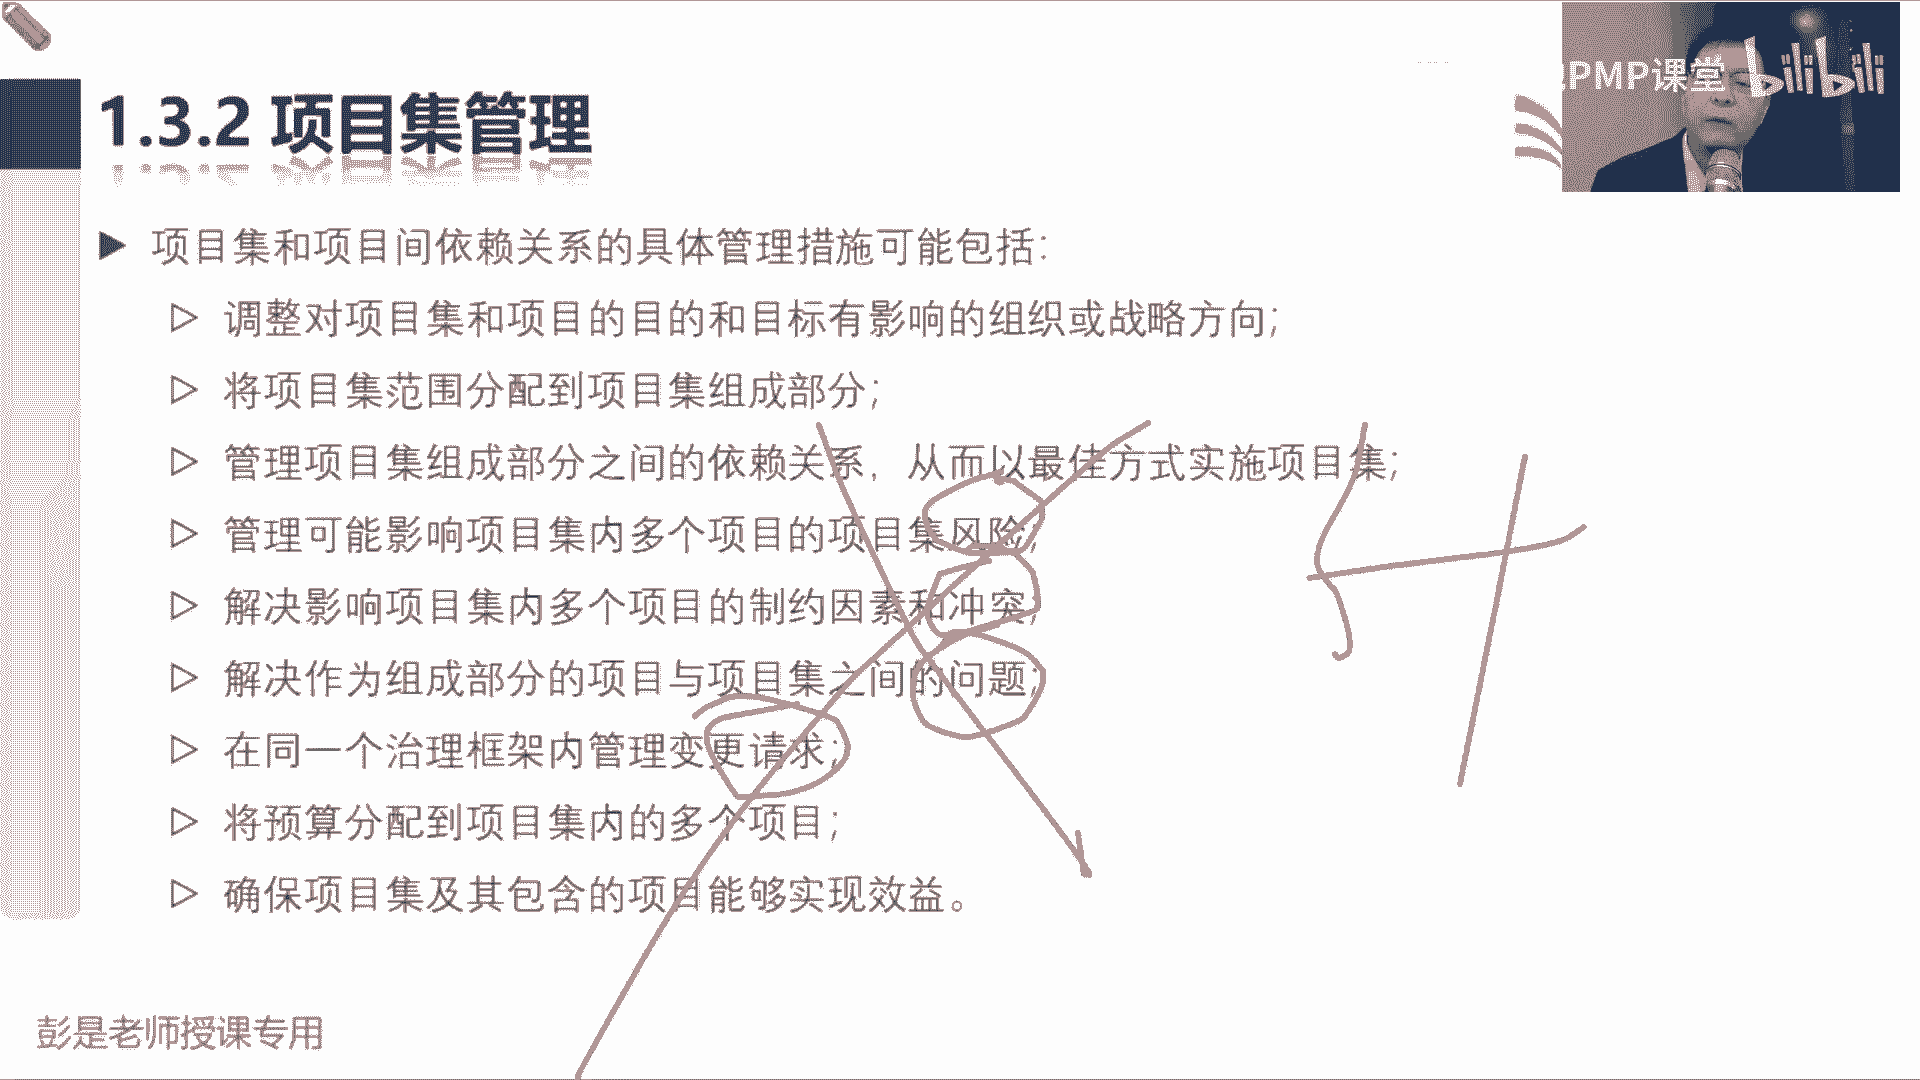 PMP课堂 bilibili
1.3.2 项目集管理
项目集和项目间依赖关系的具体管理措施可能包括：
调整对项目集和项目的目的和目标有影响的组织或战略方向；
将项目集范围分配到项目集组成部分；
管理项目集组成部分之间的依赖关系，从而以最佳方式实施项目集；
管理可能影响项目集内多个项目的项目集风险；
解决影响项目集内多个项目的制约因素和冲突；
解决作为组成部分的项目与项目集之间的问题；
在同一个治理框架内管理变更请求；
将预算分配到项目集内的多个项目；
确保项目集及其包含的项目能够实现效益。
彭是老师授课专用